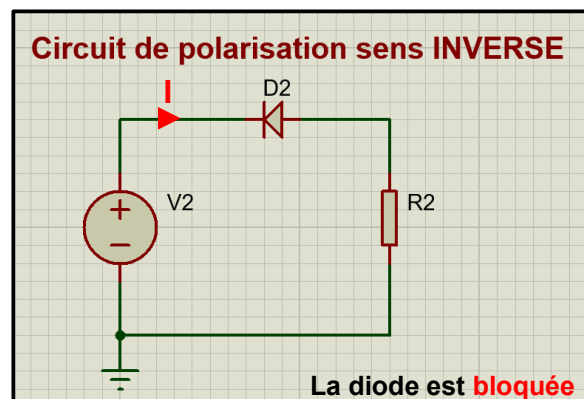 Circuit de polarisation sens INVERSE
I
D2
V2
R2
La diode est bloquée